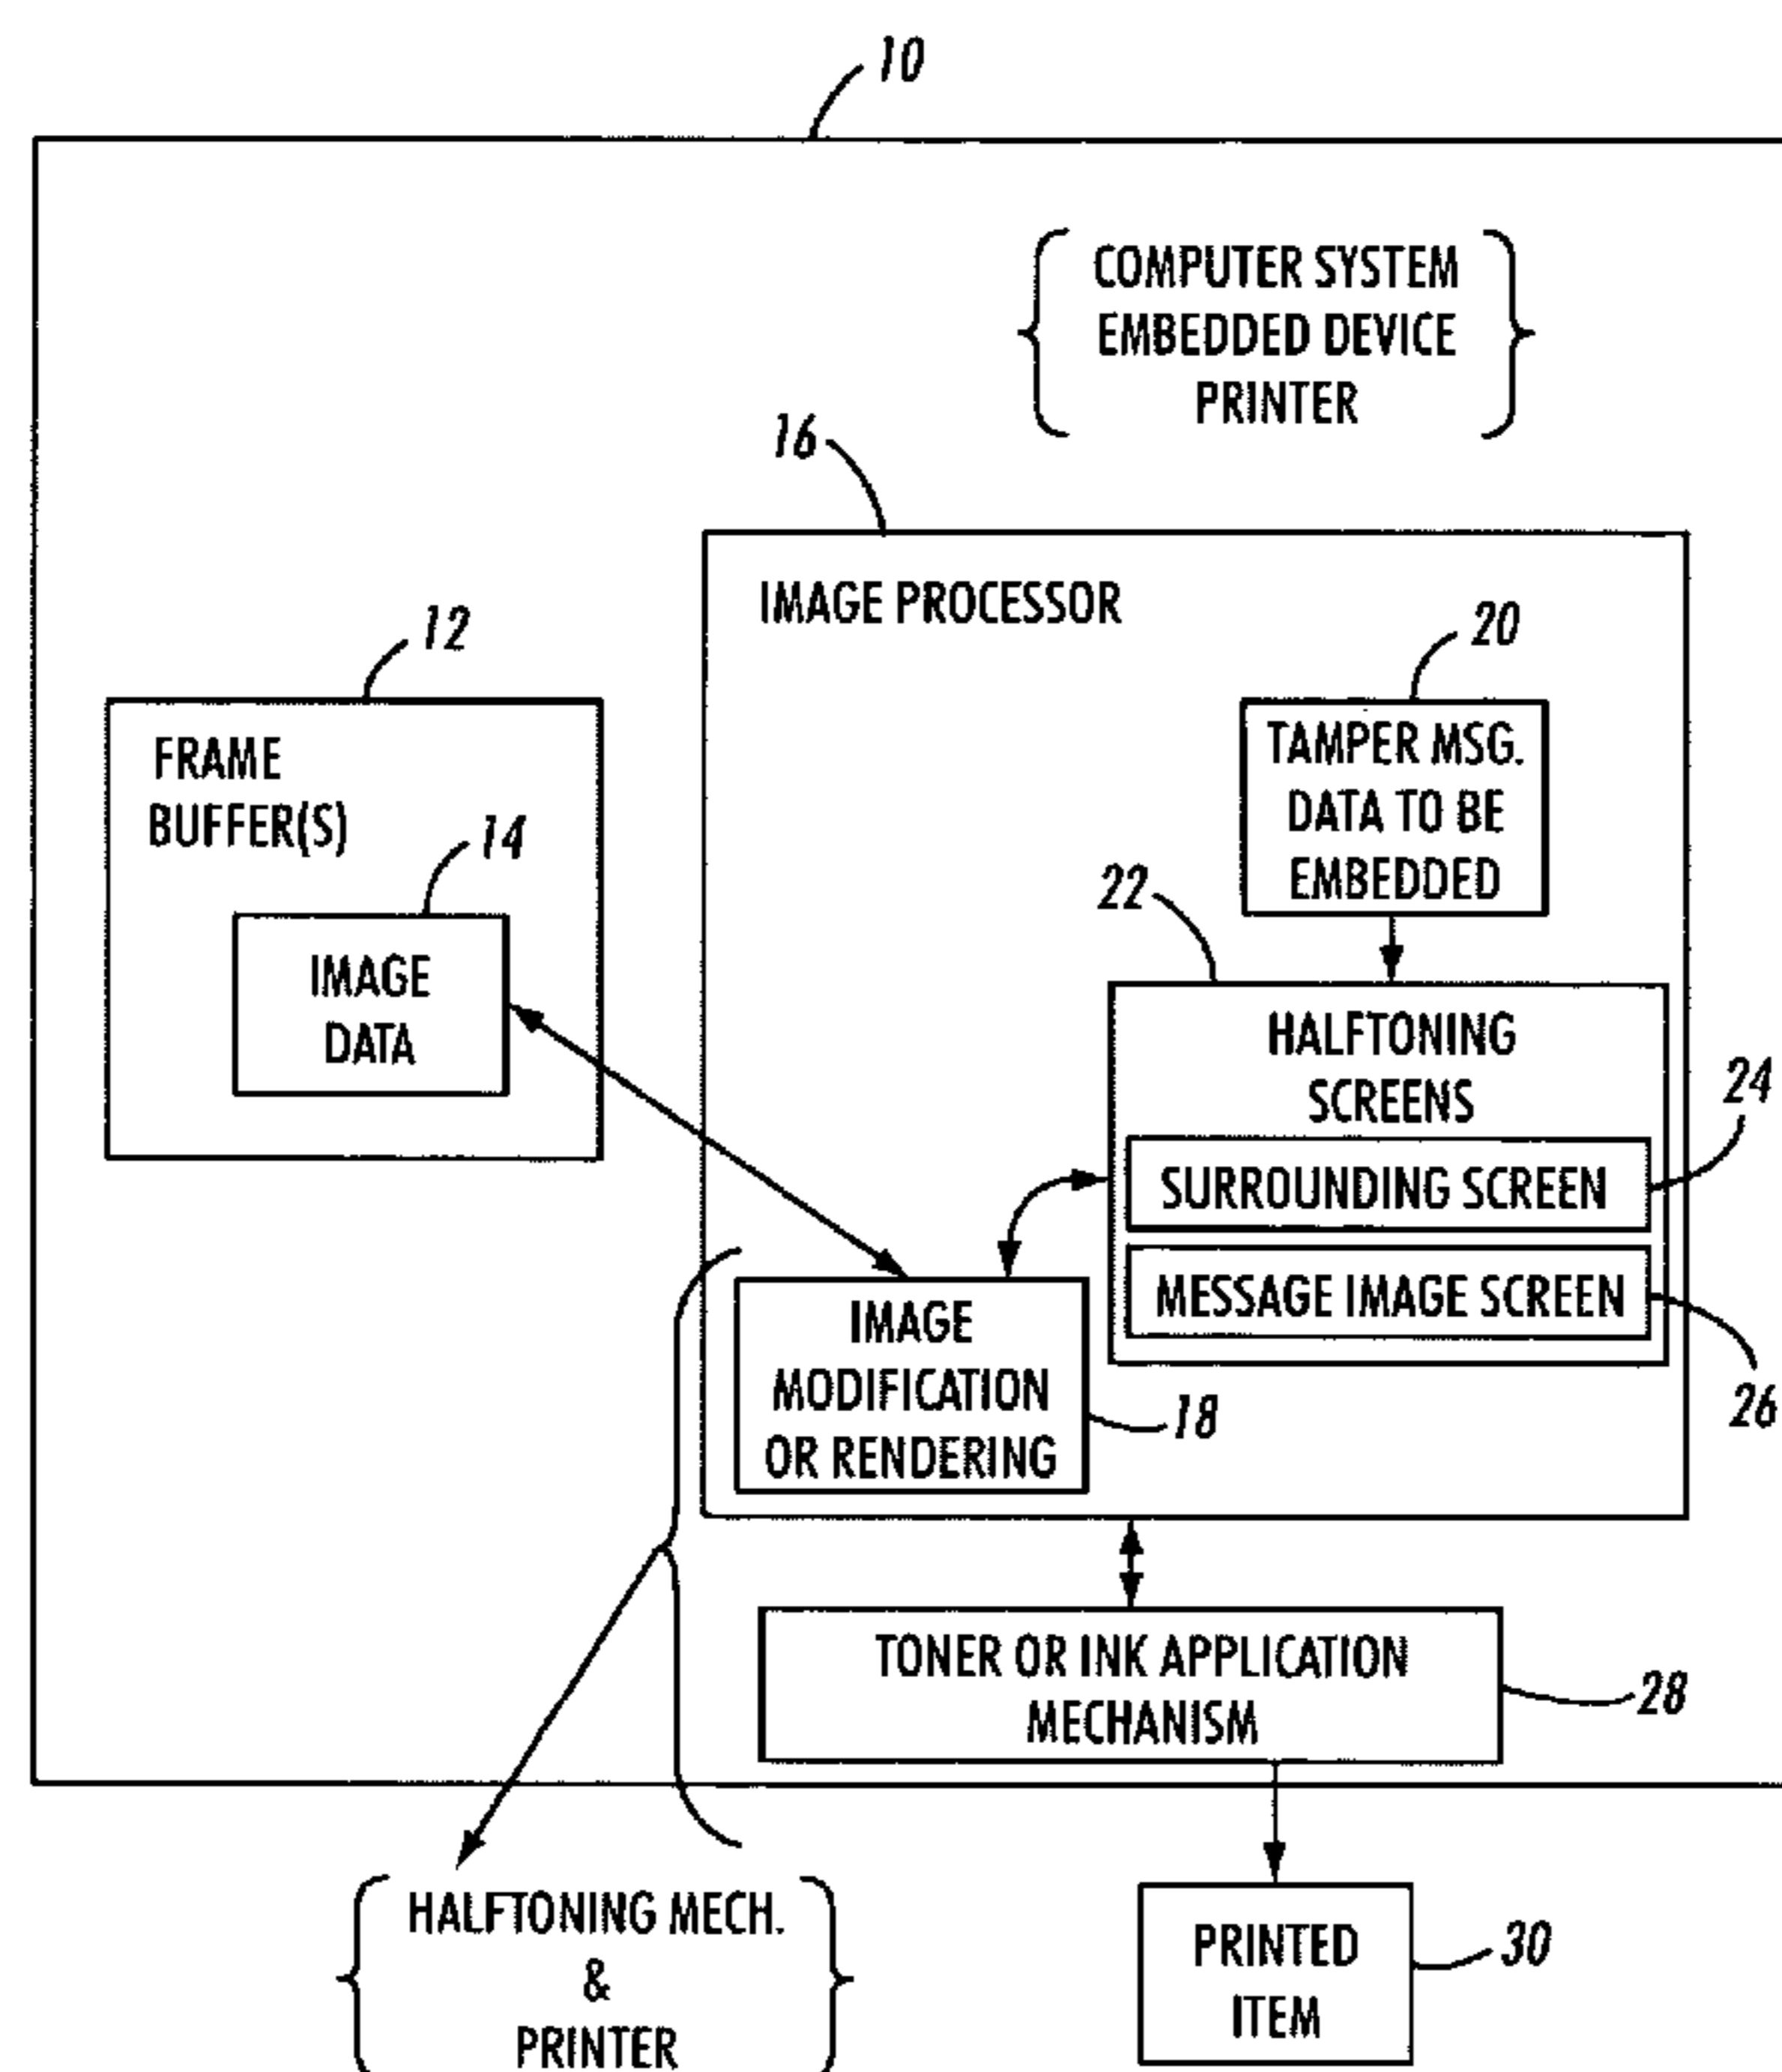 10
COMPUTER SYSTEM
EMBEDDED DEVICE
PRINTER
16
IMAGE PROCESSOR
12
FRAME
BUFFER(S)
14
IMAGE
DATA
20
TAMPER MSG.
DATA TO BE
EMBEDDED
22
HALFTONING
SCREENS
24
SURROUNDING SCREEN
MESSAGE IMAGE SCREEN
26
IMAGE
MODIFICATION
OR RENDERING
18
TONER OR INK APPLICATION
MECHANISM
28
HALFTONING MECH.
&
PRINTER
PRINTED
ITEM
30